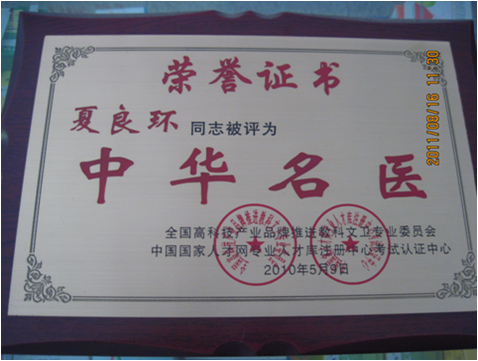 荣誉证书
夏良环 同志被评为
中华名医
全国高科技产业品牌推进教科文卫专业委员会
中国国家人才网专业人才库注册中心考试认证中心
2010年5月9日
2011/08/16 11:30